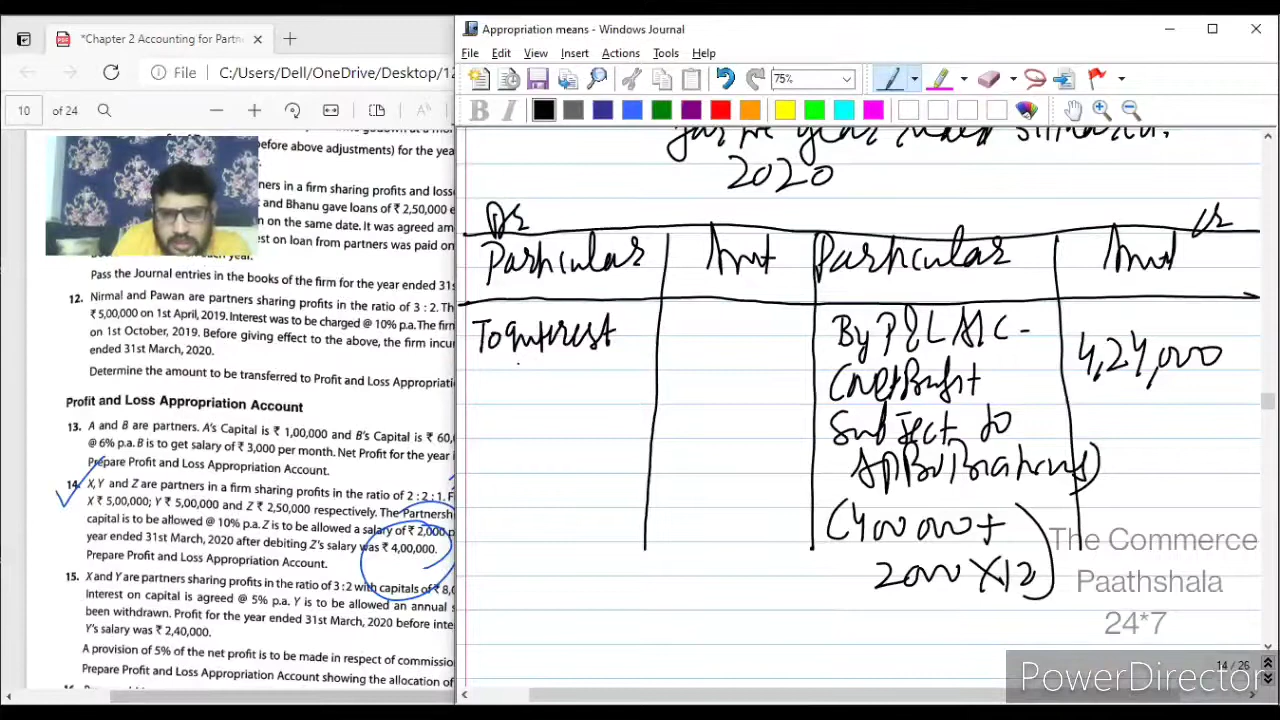 *Chapter 2 Accounting for Partn
File C:/Users/Dell/OneDrive/Desktop/12
10 of 24
before above adjustments) for the year
ners in a firm sharing profits and losse
and Bhanu gave loans of ₹ 2,50,000
n on the same date. It was agreed am
est on loan from partners was paid on
Pass the Journal entries in the books of the firm for the year ended 31s
12. Nirmal and Pawan are partners sharing profits in the ratio of 3 : 2. Th
₹ 5,00,000 on 1st April, 2019. Interest was to be charged @ 10% p.a. The firm
on 1st October, 2019. Before giving effect to the above, the firm incu
ended 31st March, 2020.
Determine the amount to be transferred to Profit and Loss Appropriatio
Profit and Loss Appropriation Account
13. A and B are partners. A's Capital is ₹ 1,00,000 and B's Capital is ₹ 60,
@ 6% p.a. B is to get salary of ₹ 3,000 per month. Net Profit for the year
Prepare Profit and Loss Appropriation Account.
14. X, Y and Z are partners in a firm sharing profits in the ratio of 2 : 2 : 1. F
X ₹ 5,00,000; Y ₹ 5,00,000 and Z ₹ 2,50,000 respectively. The Partnersh
capital is to be allowed @ 10% p.a. Z is to be allowed a salary of ₹ 2,000 p
year ended 31st March, 2020 after debiting Z's salary was ₹ 4,00,000.
Prepare Profit and Loss Appropriation Account.
15. X and Y are partners sharing profits in the ratio of 3 : 2 with capitals of ₹ 8,0
Interest on capital is agreed @ 5% p.a. Y is to be allowed an annual s
been withdrawn. Profit for the year ended 31st March, 2020 before inte
Y's salary was ₹ 2,40,000.
A provision of 5% of the net profit is to be made in respect of commissio
Prepare Profit and Loss Appropriation Account showing the allocation of
Appropriation means - Windows Journal
File Edit View Insert Actions Tools Help
75%
B I
for the year
2020
Dr Cr
Particular Amt Particular Amt
To interest By P&L A/C - 4,24,000
(Net Profit
Subject to
Appropriations)
(400000+
2000 X12)
The Commerce
Paathshala
24*7
14 / 26
PowerDirector